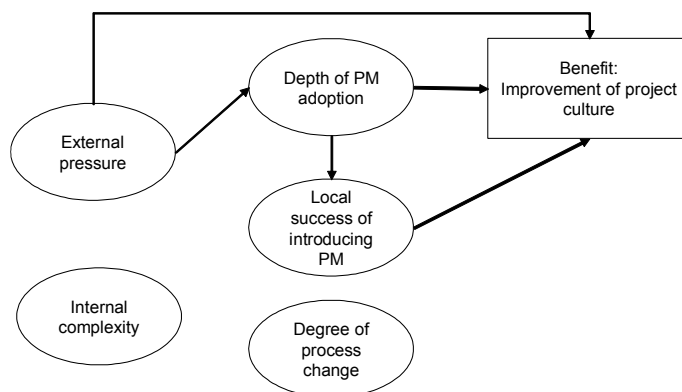 Depth of PM
adoption
Benefit:
Improvement of project
culture
External
pressure
Local
success of
introducing
PM
Internal
complexity
Degree of
process
change